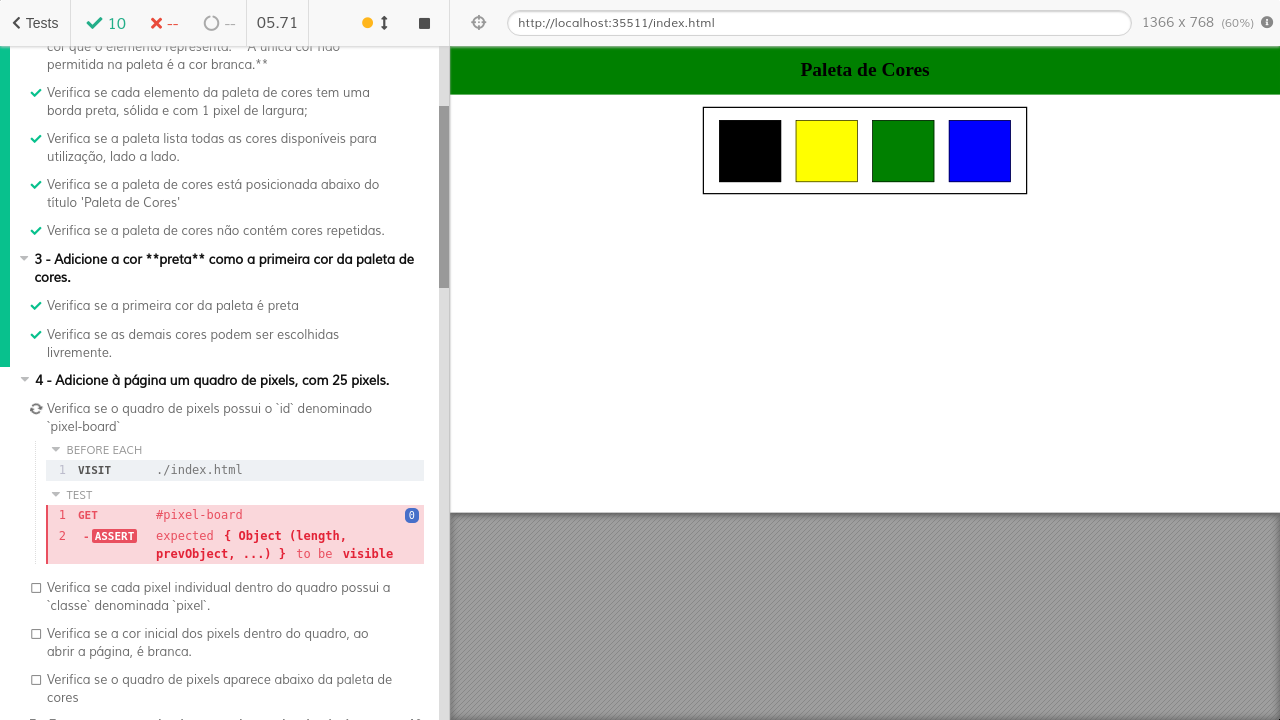 Tests 10 -- -- 05.71
http://localhost:35511/index.html 1366 x 768 (60%)
cor que o elemento representa. **A única cor não
permitida na paleta é a cor branca.**
Verifica se cada elemento da paleta de cores tem uma
borda preta, sólida e com 1 pixel de largura;
Verifica se a paleta lista todas as cores disponíveis para
utilização, lado a lado.
Verifica se a paleta de cores está posicionada abaixo do
título 'Paleta de Cores'
Verifica se a paleta de cores não contém cores repetidas.
3 - Adicione a cor **preta** como a primeira cor da paleta de
cores.
Verifica se a primeira cor da paleta é preta
Verifica se as demais cores podem ser escolhidas
livremente.
4 - Adicione à página um quadro de pixels, com 25 pixels.
Verifica se o quadro de pixels possui o `id` denominado
`pixel-board`
BEFORE EACH
1 VISIT ./index.html
TEST
1 GET #pixel-board 0
2 -ASSERT expected { Object (length,
prevObject, ...) } to be visible
Verifica se cada pixel individual dentro do quadro possui a
`classe` denominada `pixel`.
Verifica se a cor inicial dos pixels dentro do quadro, ao
abrir a página, é branca.
Verifica se o quadro de pixels aparece abaixo da paleta de
cores
Paleta de Cores